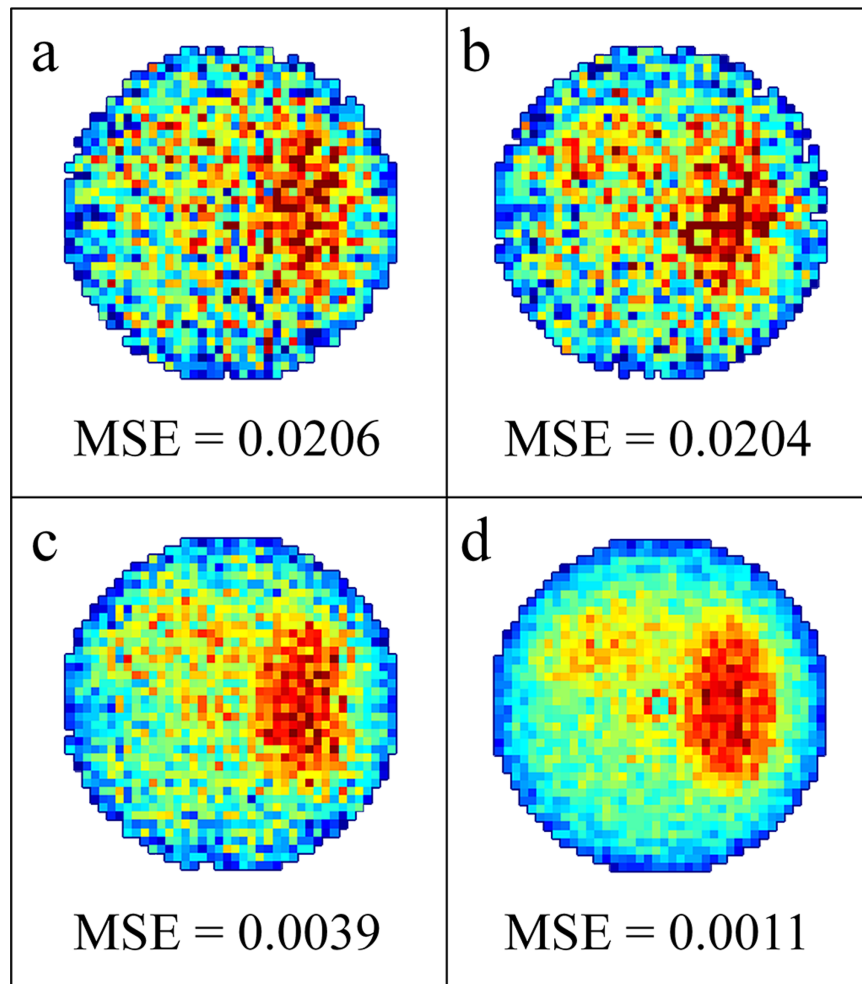 a
b
MSE = 0.0206
MSE = 0.0204
c
d
MSE = 0.0039
MSE = 0.0011